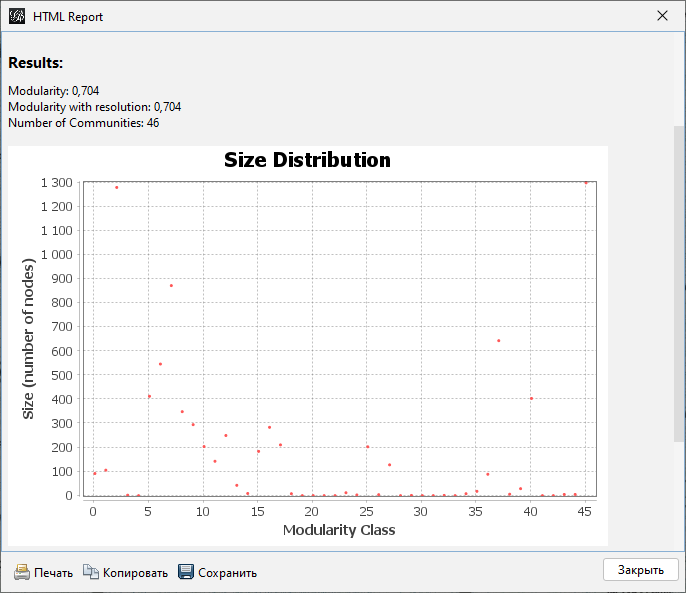 HTML Report
Results:
Modularity: 0,704
Modularity with resolution: 0,704
Number of Communities: 46
Size Distribution
1 300
1 200
1 100
1 000
900
800
700
600
500
400
300
200
100
0
Size (number of nodes)
0 5 10 15 20 25 30 35 40 45
Modularity Class
Печать Копировать Сохранить Закрыть